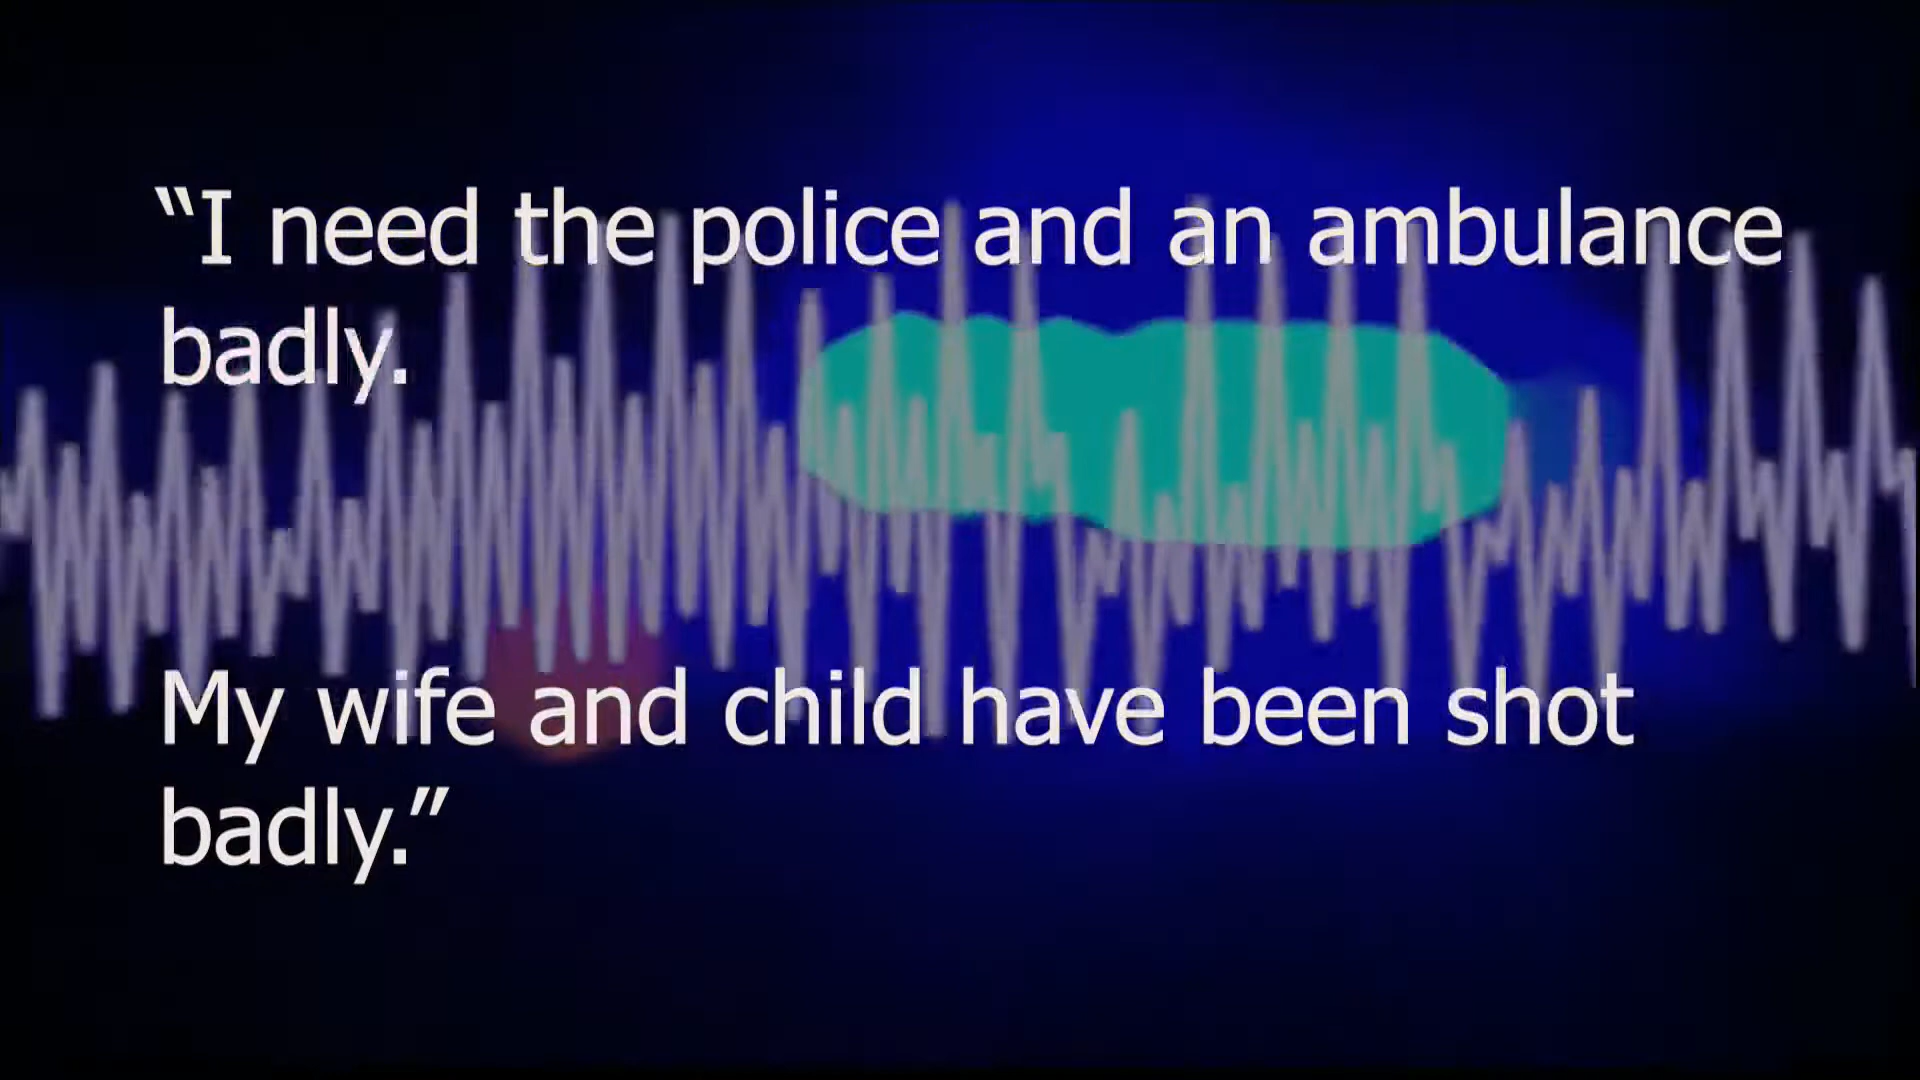 “I need the police and an ambulance
badly.
My wife and child have been shot
badly.”